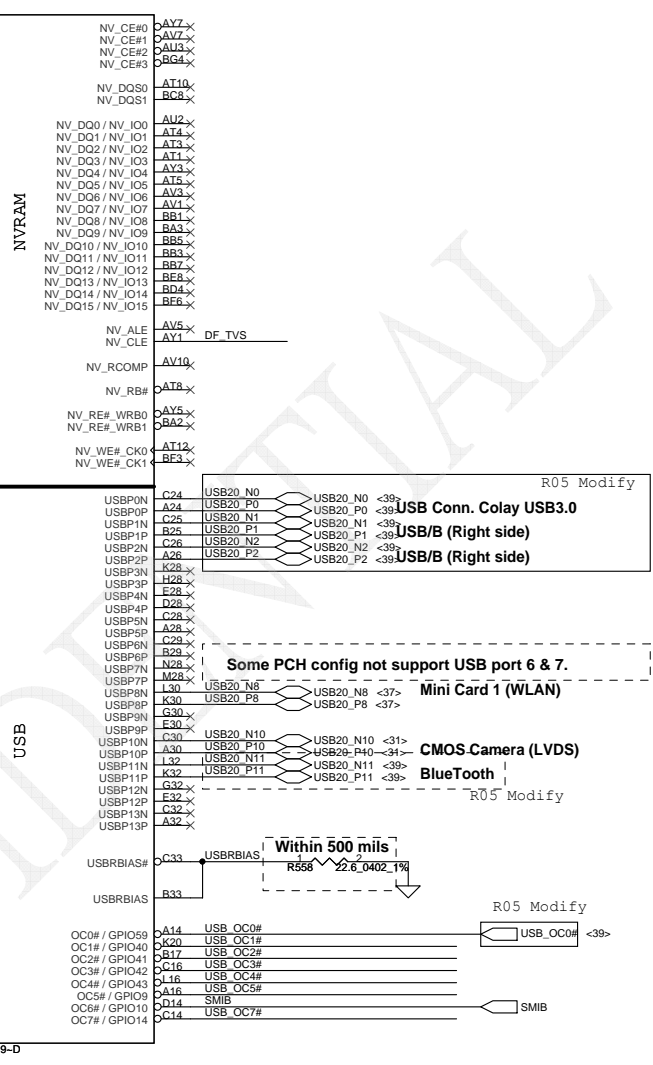 NV_CE#0 AY7
NV_CE#1 AV7
NV_CE#2 AU3
NV_CE#3 BG4
NV_DQS0 AT10
NV_DQS1 BC8
NV_DQ0 / NV_IO0 AU2
NV_DQ1 / NV_IO1 AT4
NV_DQ2 / NV_IO2 AT3
NV_DQ3 / NV_IO3 AT1
NV_DQ4 / NV_IO4 AY3
NV_DQ5 / NV_IO5 AT5
NV_DQ6 / NV_IO6 AV3
NV_DQ7 / NV_IO7 AV1
NV_DQ8 / NV_IO8 BB1
NV_DQ9 / NV_IO9 BA3
NV_DQ10 / NV_IO10 BB5
NV_DQ11 / NV_IO11 BB3
NV_DQ12 / NV_IO12 BB7
NV_DQ13 / NV_IO13 BE8
NV_DQ14 / NV_IO14 BD4
NV_DQ15 / NV_IO15 BF6
NVRAM
NV_ALE AV5
NV_CLE AY1 DF_TVS
NV_RCOMP AV10
NV_RB# AT8
NV_RE#_WRB0 AY5
NV_RE#_WRB1 BA2
NV_WE#_CK0 AT12
NV_WE#_CK1 BF3
R05 Modify
USBP0N C24 USB20_N0 USB20_N0 <39>
USBP0P A24 USB20_P0 USB20_P0 <39> USB Conn. Colay USB3.0
USBP1N C25 USB20_N1 USB20_N1 <39>
USBP1P B25 USB20_P1 USB20_P1 <39> USB/B (Right side)
USBP2N C26 USB20_N2 USB20_N2 <39>
USBP2P A26 USB20_P2 USB20_P2 <39> USB/B (Right side)
USBP3N K28
USBP3P H28
USBP4N E28
USBP4P D28
USBP5N C28
USBP5P A28
USBP6N C29
USBP6P B29
USBP7N N28 Some PCH config not support USB port 6 & 7.
USBP7P M28
USBP8N L30 USB20_N8 USB20_N8 <37> Mini Card 1 (WLAN)
USBP8P K30 USB20_P8 USB20_P8 <37>
USBP9N G30
USBP9P E30
USB
USBP10N C30 USB20_N10 USB20_N10 <31>
USBP10P A30 USB20_P10 USB20_P10 <31> CMOS Camera (LVDS)
USBP11N L32 USB20_N11 USB20_N11 <39>
USBP11P K32 USB20_P11 USB20_P11 <39> BlueTooth
USBP12N G32
USBP12P E32 R05 Modify
USBP13N C32
USBP13P A32
Within 500 mils
USBRBIAS# C33 USBRBIAS 1 2
R558 22.6_0402_1%
USBRBIAS B33
R05 Modify
OC0# / GPIO59 A14 USB_OC0# USB_OC0# <39>
OC1# / GPIO40 K20 USB_OC1#
OC2# / GPIO41 B17 USB_OC2#
OC3# / GPIO42 C16 USB_OC3#
OC4# / GPIO43 L16 USB_OC4#
OC5# / GPIO9 A16 USB_OC5#
OC6# / GPIO10 D14 SMIB SMIB
OC7# / GPIO14 C14 USB_OC7#
9~D